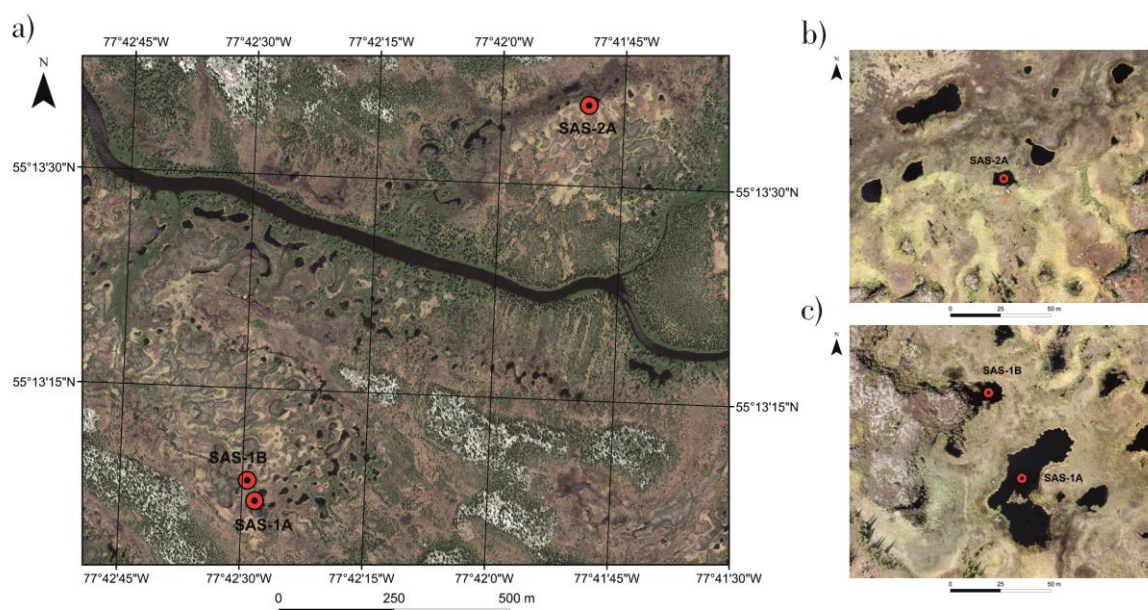 a)
77°42'45"W 77°42'30"W 77°42'15"W 77°42'0"W 77°41'45"W
N
SAS-2A
55°13'30"N
55°13'30"N
55°13'15"N
55°13'15"N
SAS-1B
SAS-1A
77°42'45"W 77°42'30"W 77°42'15"W 77°42'0"W 77°41'45"W 77°41'30"W
0 250 500 m
b)
N
SAS-2A
0 25 50 m
c)
N
SAS-1B
SAS-1A
0 25 50 m